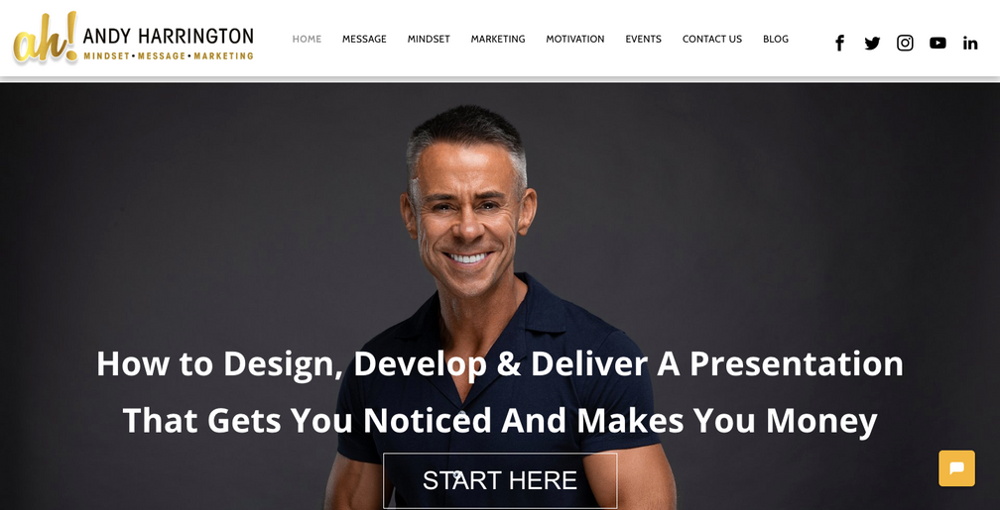 ah! ANDY HARRINGTON
MINDSET • MESSAGE • MARKETING
HOME MESSAGE MINDSET MARKETING MOTIVATION EVENTS CONTACT US BLOG
How to Design, Develop & Deliver A Presentation
That Gets You Noticed And Makes You Money
START HERE